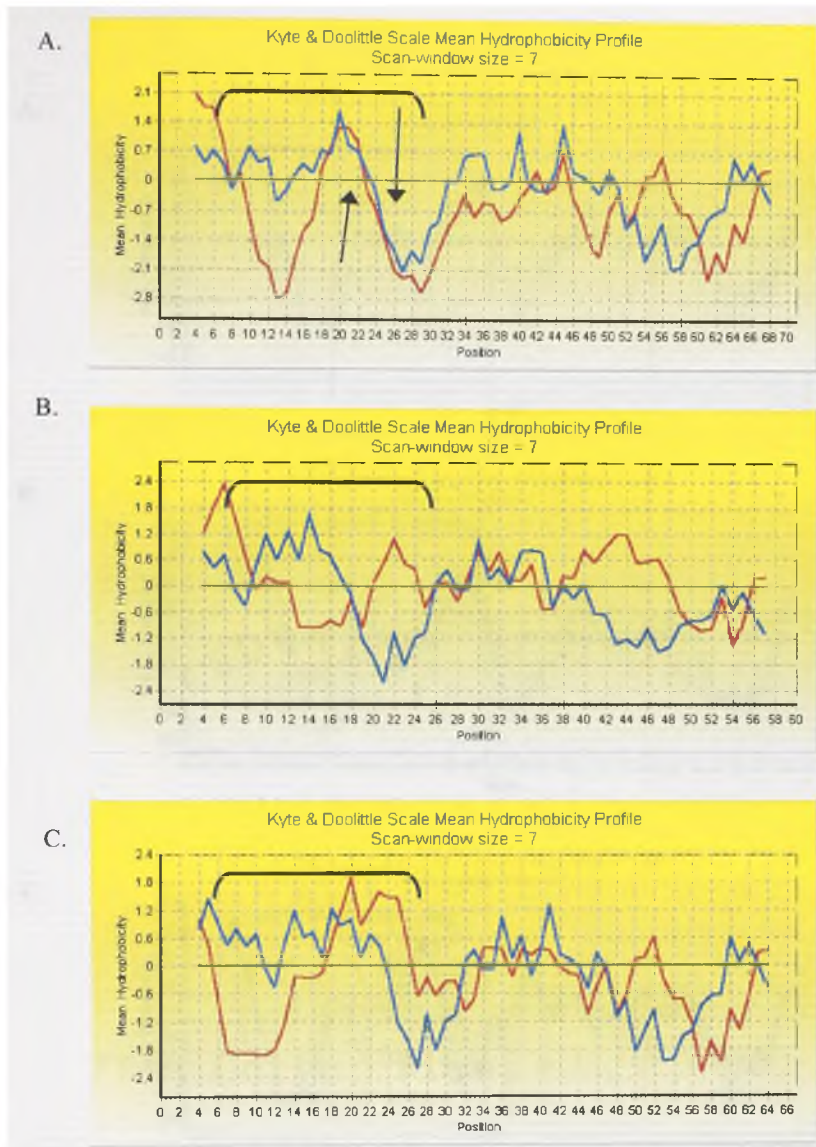 A.
Kyte & Doolittle Scale Mean Hydrophobicity Profile
Scan-window size = 7
Mean Hydrophobicity
2.1
1.4
0.7
0
-0.7
-1.4
-2.1
-2.8
0 2 4 6 8 10 12 14 16 18 20 22 24 26 28 30 32 34 36 38 40 42 44 46 48 50 52 54 56 58 60 62 64 66 68 70
Position
B.
Kyte & Doolittle Scale Mean Hydrophobicity Profile
Scan-window size = 7
Mean Hydrophobicity
2.4
1.8
1.2
0.6
0
-0.6
-1.2
-1.8
-2.4
0 2 4 6 8 10 12 14 16 18 20 22 24 26 28 30 32 34 36 38 40 42 44 46 48 50 52 54 56 58 60
Position
C.
Kyte & Doolittle Scale Mean Hydrophobicity Profile
Scan-window size = 7
Mean Hydrophobicity
2.4
1.8
1.2
0.6
0
-0.6
-1.2
-1.8
-2.4
0 2 4 6 8 10 12 14 16 18 20 22 24 26 28 30 32 34 36 38 40 42 44 46 48 50 52 54 56 58 60 62 64 66
Position